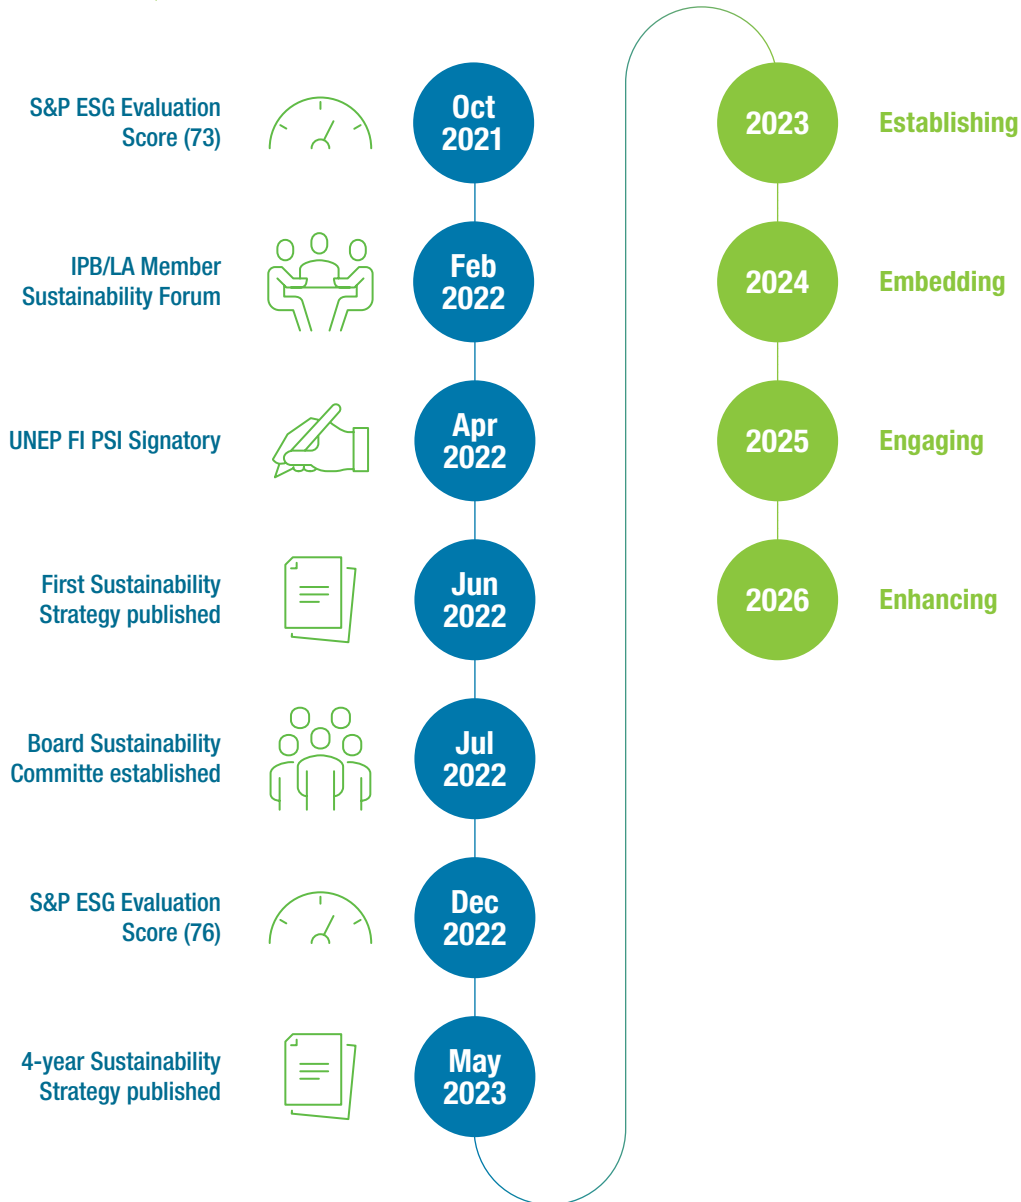 S&P ESG Evaluation
Score (73)
Oct
2021
IPB/LA Member
Sustainability Forum
Feb
2022
UNEP FI PSI Signatory
Apr
2022
First Sustainability
Strategy published
Jun
2022
Board Sustainability
Committe established
Jul
2022
S&P ESG Evaluation
Score (76)
Dec
2022
4-year Sustainability
Strategy published
May
2023
2023
Establishing
2024
Embedding
2025
Engaging
2026
Enhancing